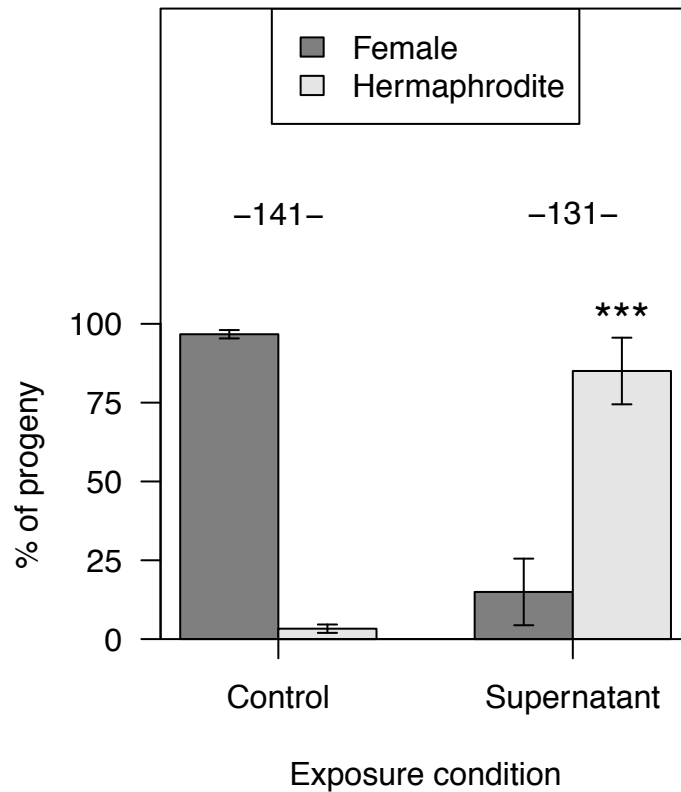 Female
Hermaphrodite
–141–
–131–
***
100
75
50
25
0
% of progeny
Control
Supernatant
Exposure condition